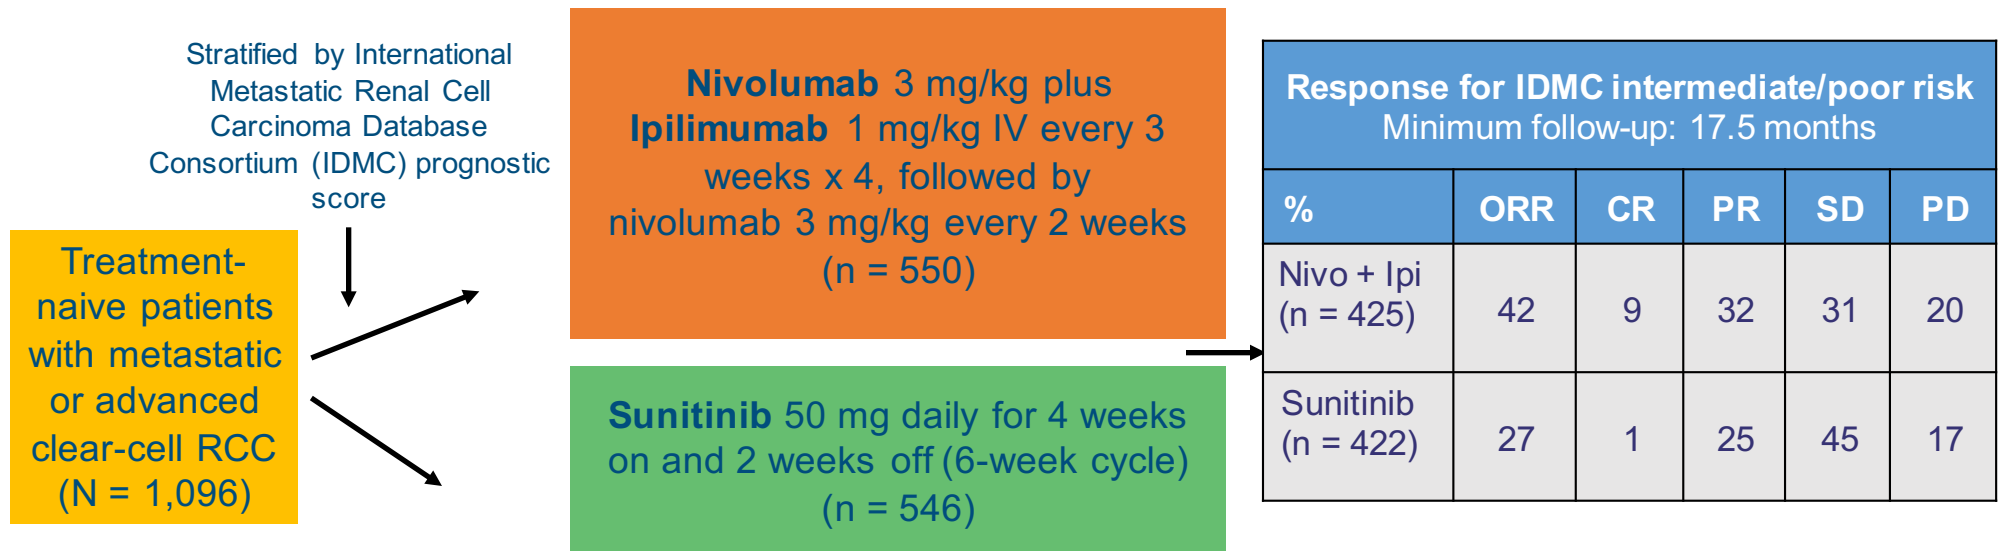 Stratified by International
Metastatic Renal Cell
Carcinoma Database
Consortium (IDMC) prognostic
score
Treatment-
naive patients
with metastatic
or advanced
clear-cell RCC
(N = 1,096)
Nivolumab 3 mg/kg plus
Ipilimumab 1 mg/kg IV every 3
weeks x 4, followed by
nivolumab 3 mg/kg every 2 weeks
(n = 550)
Sunitinib 50 mg daily for 4 weeks
on and 2 weeks off (6-week cycle)
(n = 546)
Response for IDMC intermediate/poor risk
Minimum follow-up: 17.5 months
% ORR CR PR SD PD
Nivo + Ipi
(n = 425) 42 9 32 31 20
Sunitinib
(n = 422) 27 1 25 45 17